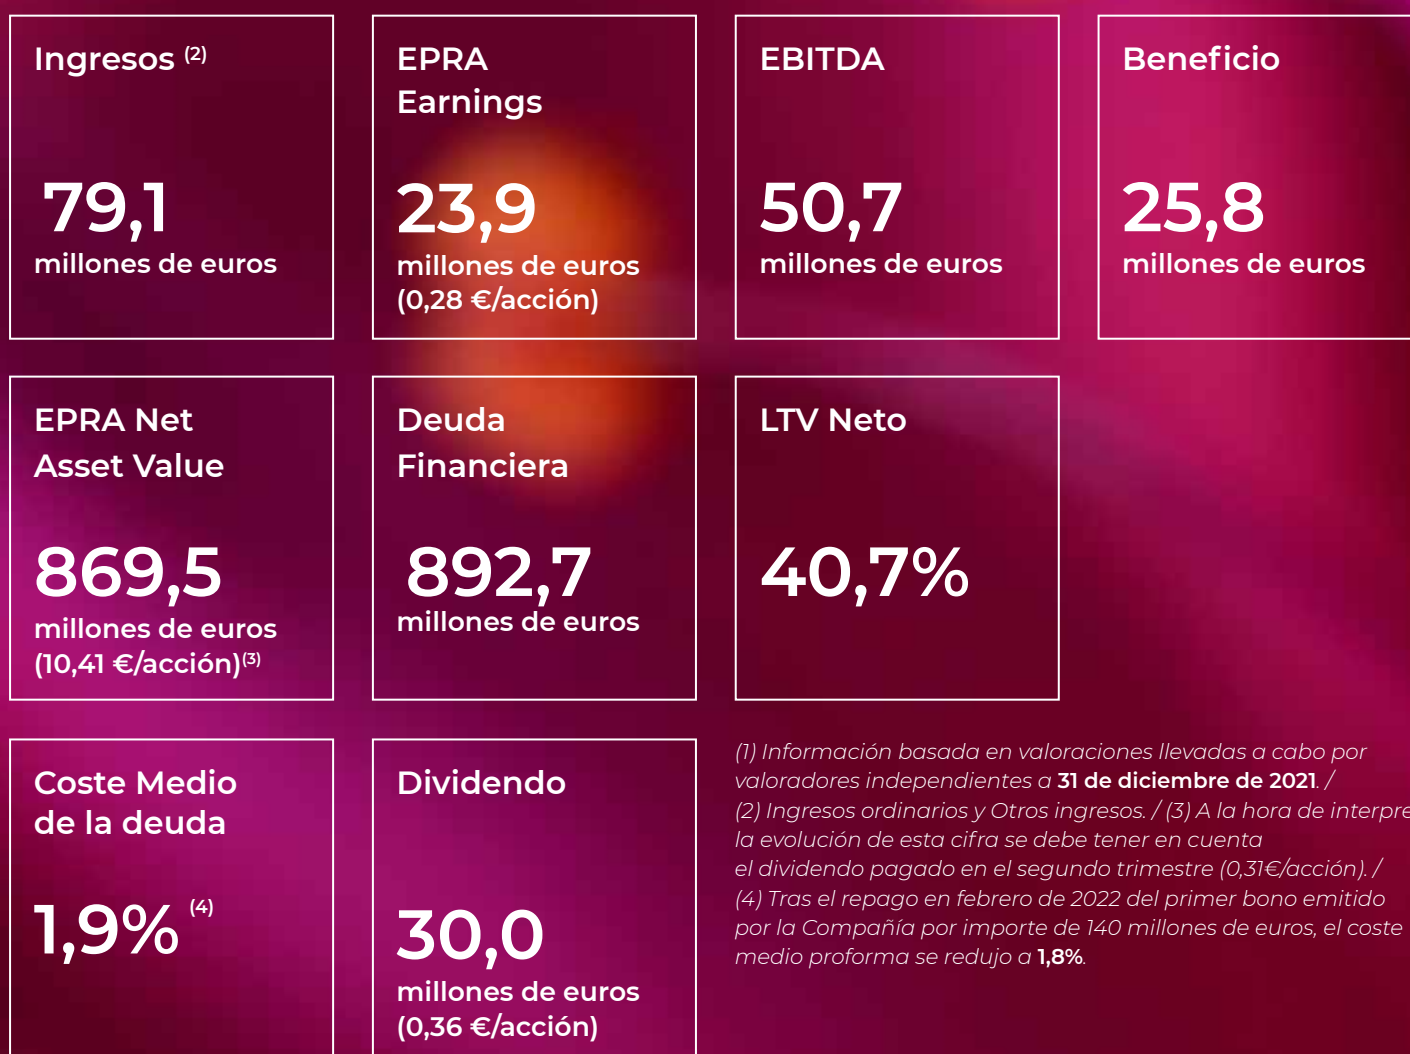 Ingresos (2)
79,1
millones de euros
EPRA
Earnings
23,9
millones de euros
(0,28 €/acción)
EBITDA
50,7
millones de euros
Beneficio
25,8
millones de euros
EPRA Net
Asset Value
869,5
millones de euros
(10,41 €/acción)(3)
Deuda
Financiera
892,7
millones de euros
LTV Neto
40,7%
Coste Medio
de la deuda
1,9% (4)
Dividendo
30,0
millones de euros
(0,36 €/acción)
(1) Información basada en valoraciones llevadas a cabo por
valoradores independientes a 31 de diciembre de 2021. /
(2) Ingresos ordinarios y Otros ingresos. / (3) A la hora de
la evolución de esta cifra se debe tener en cuenta
el dividendo pagado en el segundo trimestre (0,31€/acción). /
(4) Tras el repago en febrero de 2022 del primer bono emitido
por la Compañía por importe de 140 millones de euros, el coste
medio proforma se redujo a 1,8%.